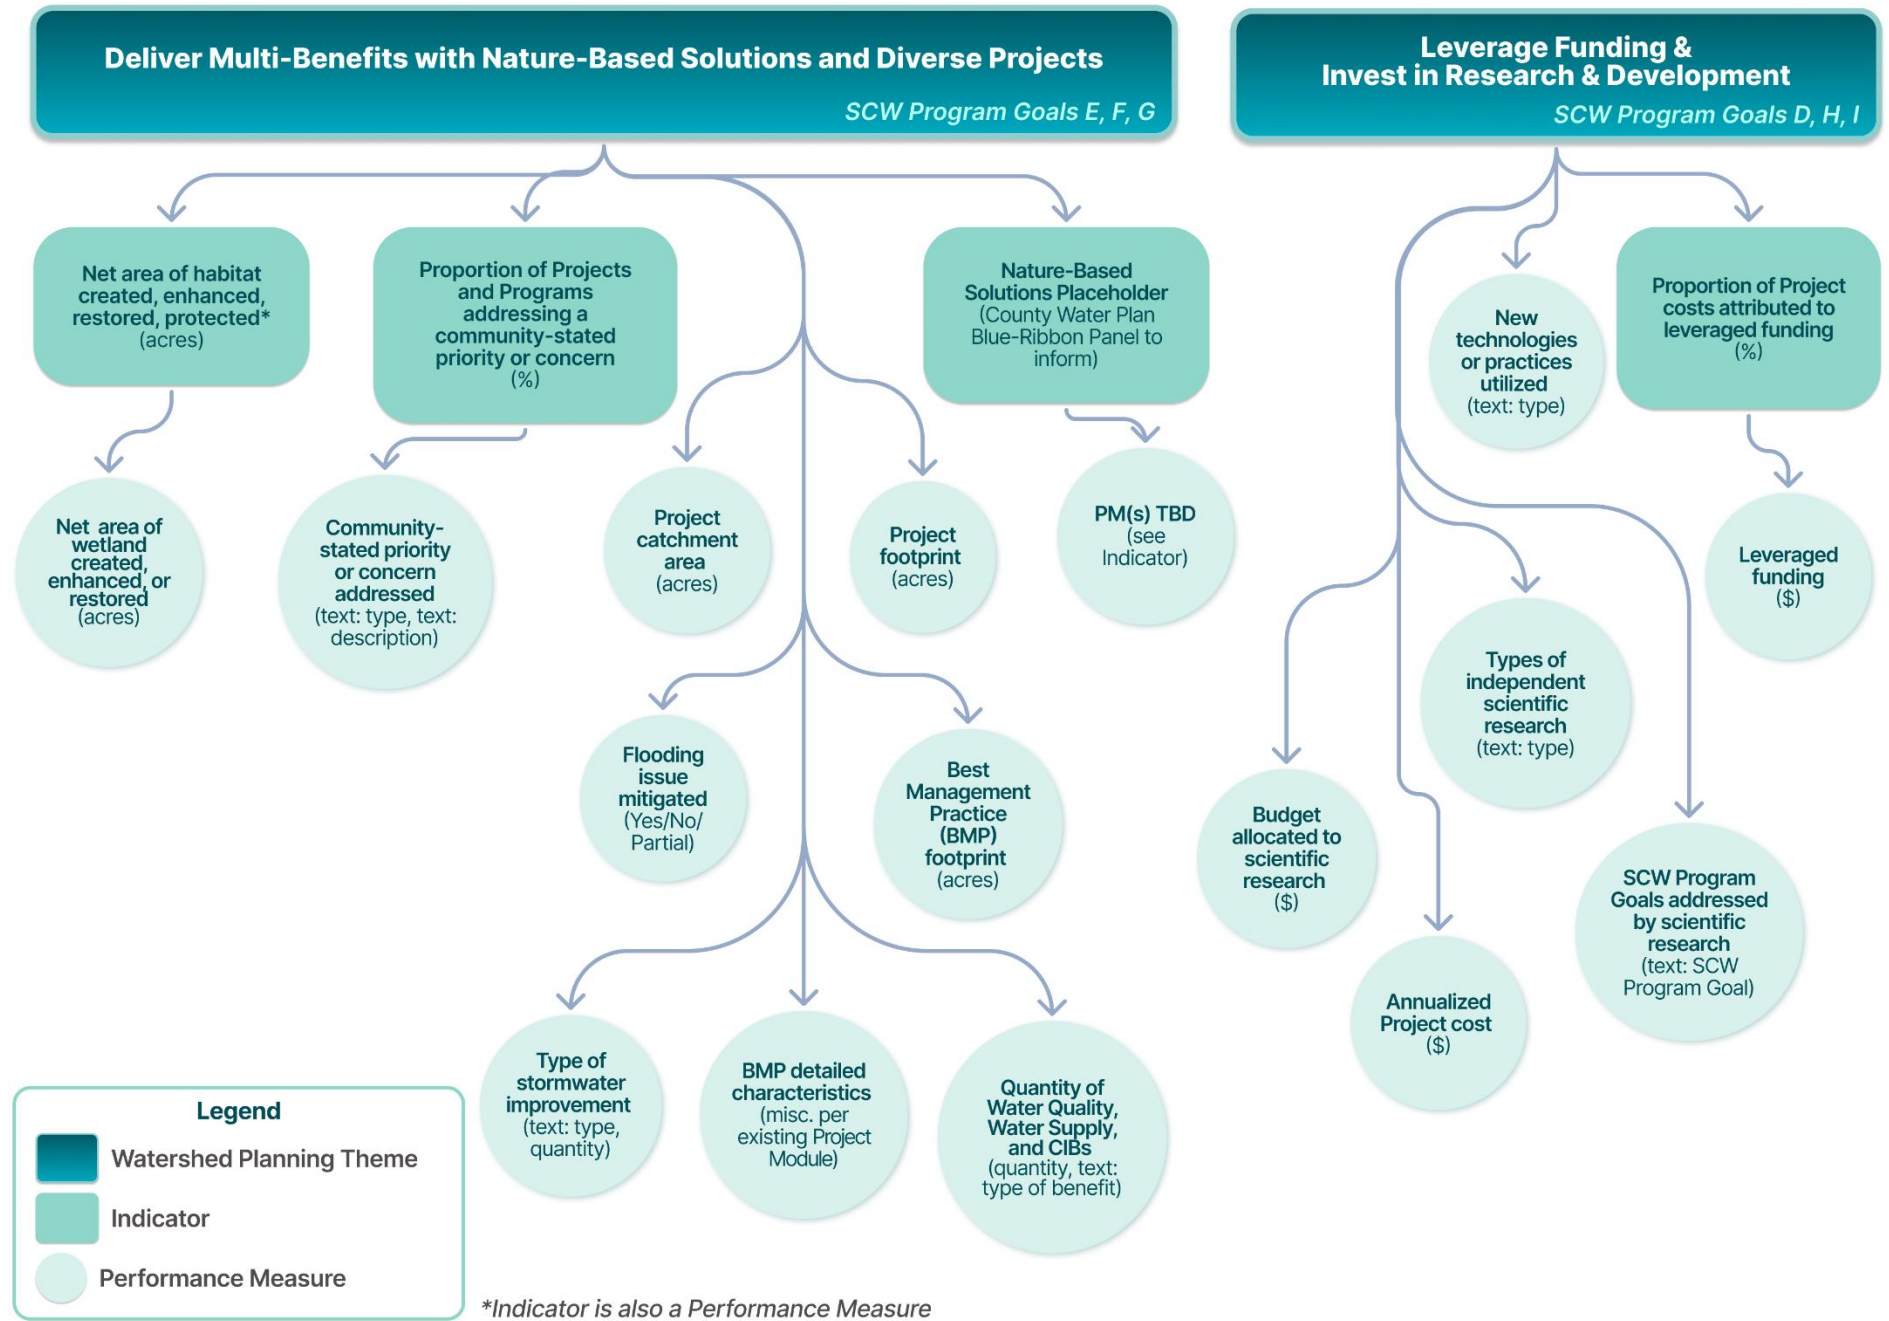 Deliver Multi-Benefits with Nature-Based Solutions and Diverse Projects
SCW Program Goals E, F, G
Leverage Funding &
Invest in Research & Development
SCW Program Goals D, H, I
Net area of habitat
created, enhanced,
restored, protected*
(acres)
Proportion of Projects
and Programs
addressing a
community-stated
priority or concern
(%)
Nature-Based
Solutions Placeholder
(County Water Plan
Blue-Ribbon Panel to
inform)
New
technologies
or practices
utilized
(text: type)
Proportion of Project
costs attributed to
leveraged funding
(%)
Net area of
wetland
created,
enhanced, or
restored
(acres)
Community-
stated priority
or concern
addressed
(text: type, text:
description)
Project
catchment
area
(acres)
Project
footprint
(acres)
PM(s) TBD
(see
Indicator)
Leveraged
funding
($)
Types of
independent
scientific
research
(text: type)
Flooding
issue
mitigated
(Yes/No/
Partial)
Best
Management
Practice
(BMP)
footprint
(acres)
Budget
allocated to
scientific
research
($)
SCW Program
Goals addressed
by scientific
research
(text: SCW
Program Goal)
Annualized
Project cost
($)
Type of
stormwater
improvement
(text: type,
quantity)
BMP detailed
characteristics
(misc. per
existing Project
Module)
Quantity of
Water Quality,
Water Supply,
and CIBs
(quantity, text:
type of benefit)
Legend
Watershed Planning Theme
Indicator
Performance Measure
*Indicator is also a Performance Measure